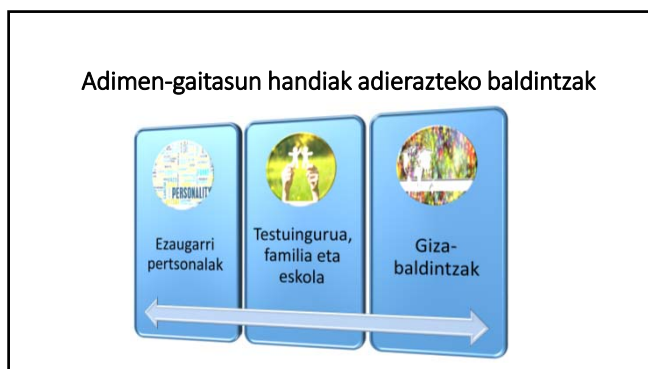 Adimen-gaitasun handiak adierazteko baldintzak
PERSONALITY
Ezaugarri
pertsonalak
Testuingurua,
familia eta
eskola
Giza-
baldintzak